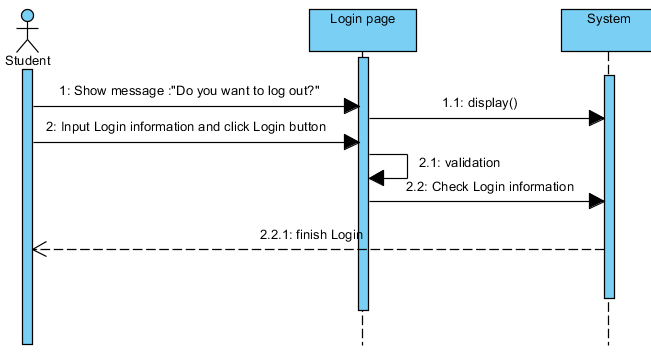 Login page
System
Student
1: Show message :"Do you want to log out?"
1.1: display()
2: Input Login information and click Login button
2.1: validation
2.2: Check Login information
2.2.1: finish Login